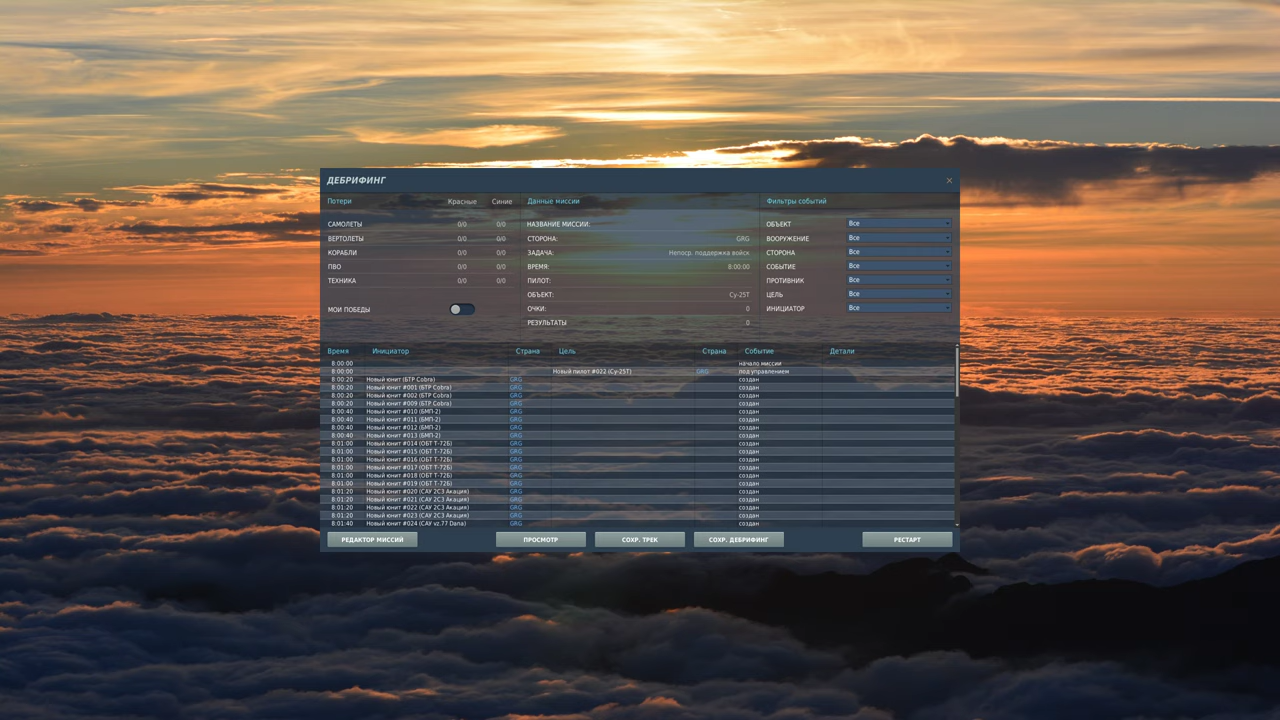 ДЕБРИФИНГ ×
Потери Красные Синие Данные миссии Фильтры событий
САМОЛЕТЫ 0/0 0/0 НАЗВАНИЕ МИССИИ: ОБЪЕКТ Все
ВЕРТОЛЕТЫ 0/0 0/0 СТОРОНА: GRG ВООРУЖЕНИЕ Все
КОРАБЛИ 0/0 0/0 ЗАДАЧА: Непоср. поддержка войск СТОРОНА Все
ПВО 0/0 0/0 ВРЕМЯ: 8:00:00 СОБЫТИЕ Все
ТЕХНИКА 0/0 0/0 ПИЛОТ: ПРОТИВНИК Все
ОБЪЕКТ: Су-25Т ЦЕЛЬ Все
МОИ ПОБЕДЫ ОЧКИ: 0 ИНИЦИАТОР Все
РЕЗУЛЬТАТЫ 0
Время Инициатор Страна Цель Страна Событие Детали
8:00:00 начало миссии
8:00:00 Новый пилот #022 (Су-25Т) GRG под управлением
8:00:20 Новый юнит (БТР Cobra) GRG создан
8:00:20 Новый юнит #001 (БТР Cobra) GRG создан
8:00:20 Новый юнит #002 (БТР Cobra) GRG создан
8:00:20 Новый юнит #009 (БТР Cobra) GRG создан
8:00:40 Новый юнит #010 (БМП-2) GRG создан
8:00:40 Новый юнит #011 (БМП-2) GRG создан
8:00:40 Новый юнит #012 (БМП-2) GRG создан
8:00:40 Новый юнит #013 (БМП-2) GRG создан
8:01:00 Новый юнит #014 (ОБТ Т-72Б) GRG создан
8:01:00 Новый юнит #015 (ОБТ Т-72Б) GRG создан
8:01:00 Новый юнит #016 (ОБТ Т-72Б) GRG создан
8:01:00 Новый юнит #017 (ОБТ Т-72Б) GRG создан
8:01:00 Новый юнит #018 (ОБТ Т-72Б) GRG создан
8:01:00 Новый юнит #019 (ОБТ Т-72Б) GRG создан
8:01:20 Новый юнит #020 (САУ 2С3 Акация) GRG создан
8:01:20 Новый юнит #021 (САУ 2С3 Акация) GRG создан
8:01:20 Новый юнит #022 (САУ 2С3 Акация) GRG создан
8:01:20 Новый юнит #023 (САУ 2С3 Акация) GRG создан
8:01:40 Новый юнит #024 (САУ vz.77 Dana) GRG создан
РЕДАКТОР МИССИЙ ПРОСМОТР СОХР. ТРЕК СОХР. ДЕБРИФИНГ РЕСТАРТ